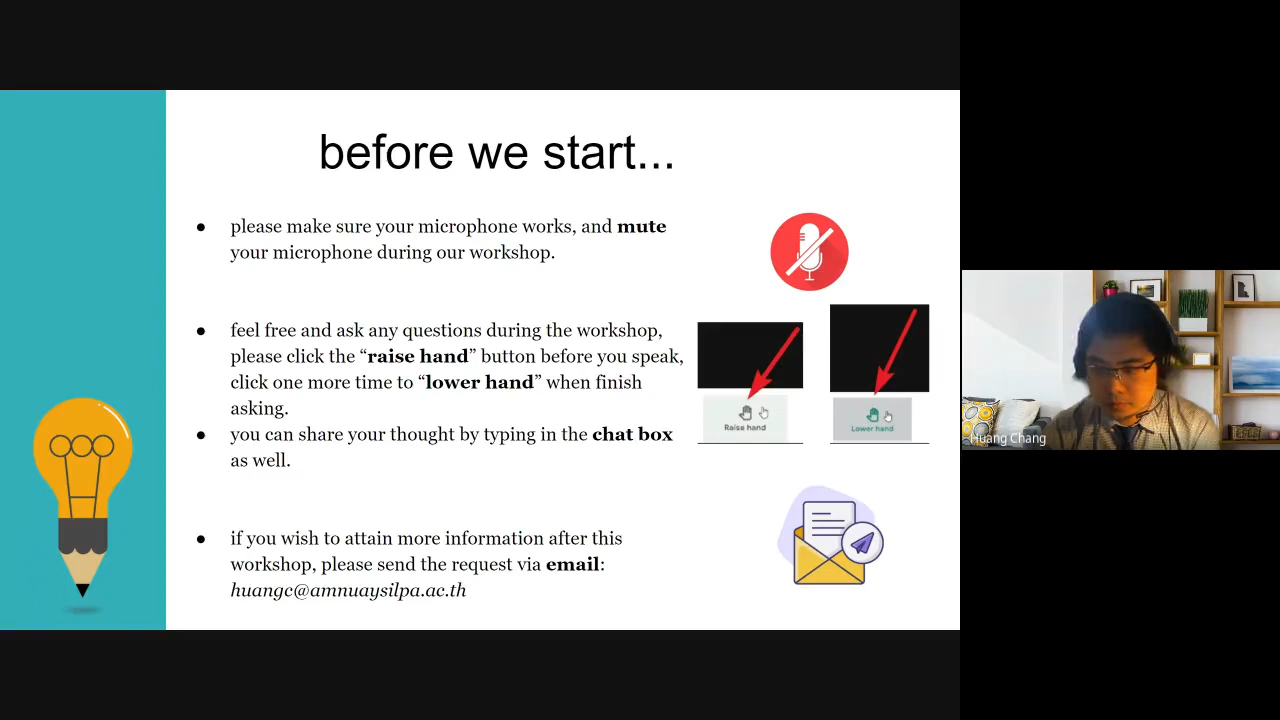 before we start...
● please make sure your microphone works, and mute
your microphone during our workshop.
● feel free and ask any questions during the workshop,
please click the “raise hand” button before you speak,
click one more time to “lower hand” when finish
asking.
● you can share your thought by typing in the chat box
as well.
● if you wish to attain more information after this
workshop, please send the request via email:
huangc@amnuaysilpa.ac.th
Raise hand
Lower hand
Huang Chang